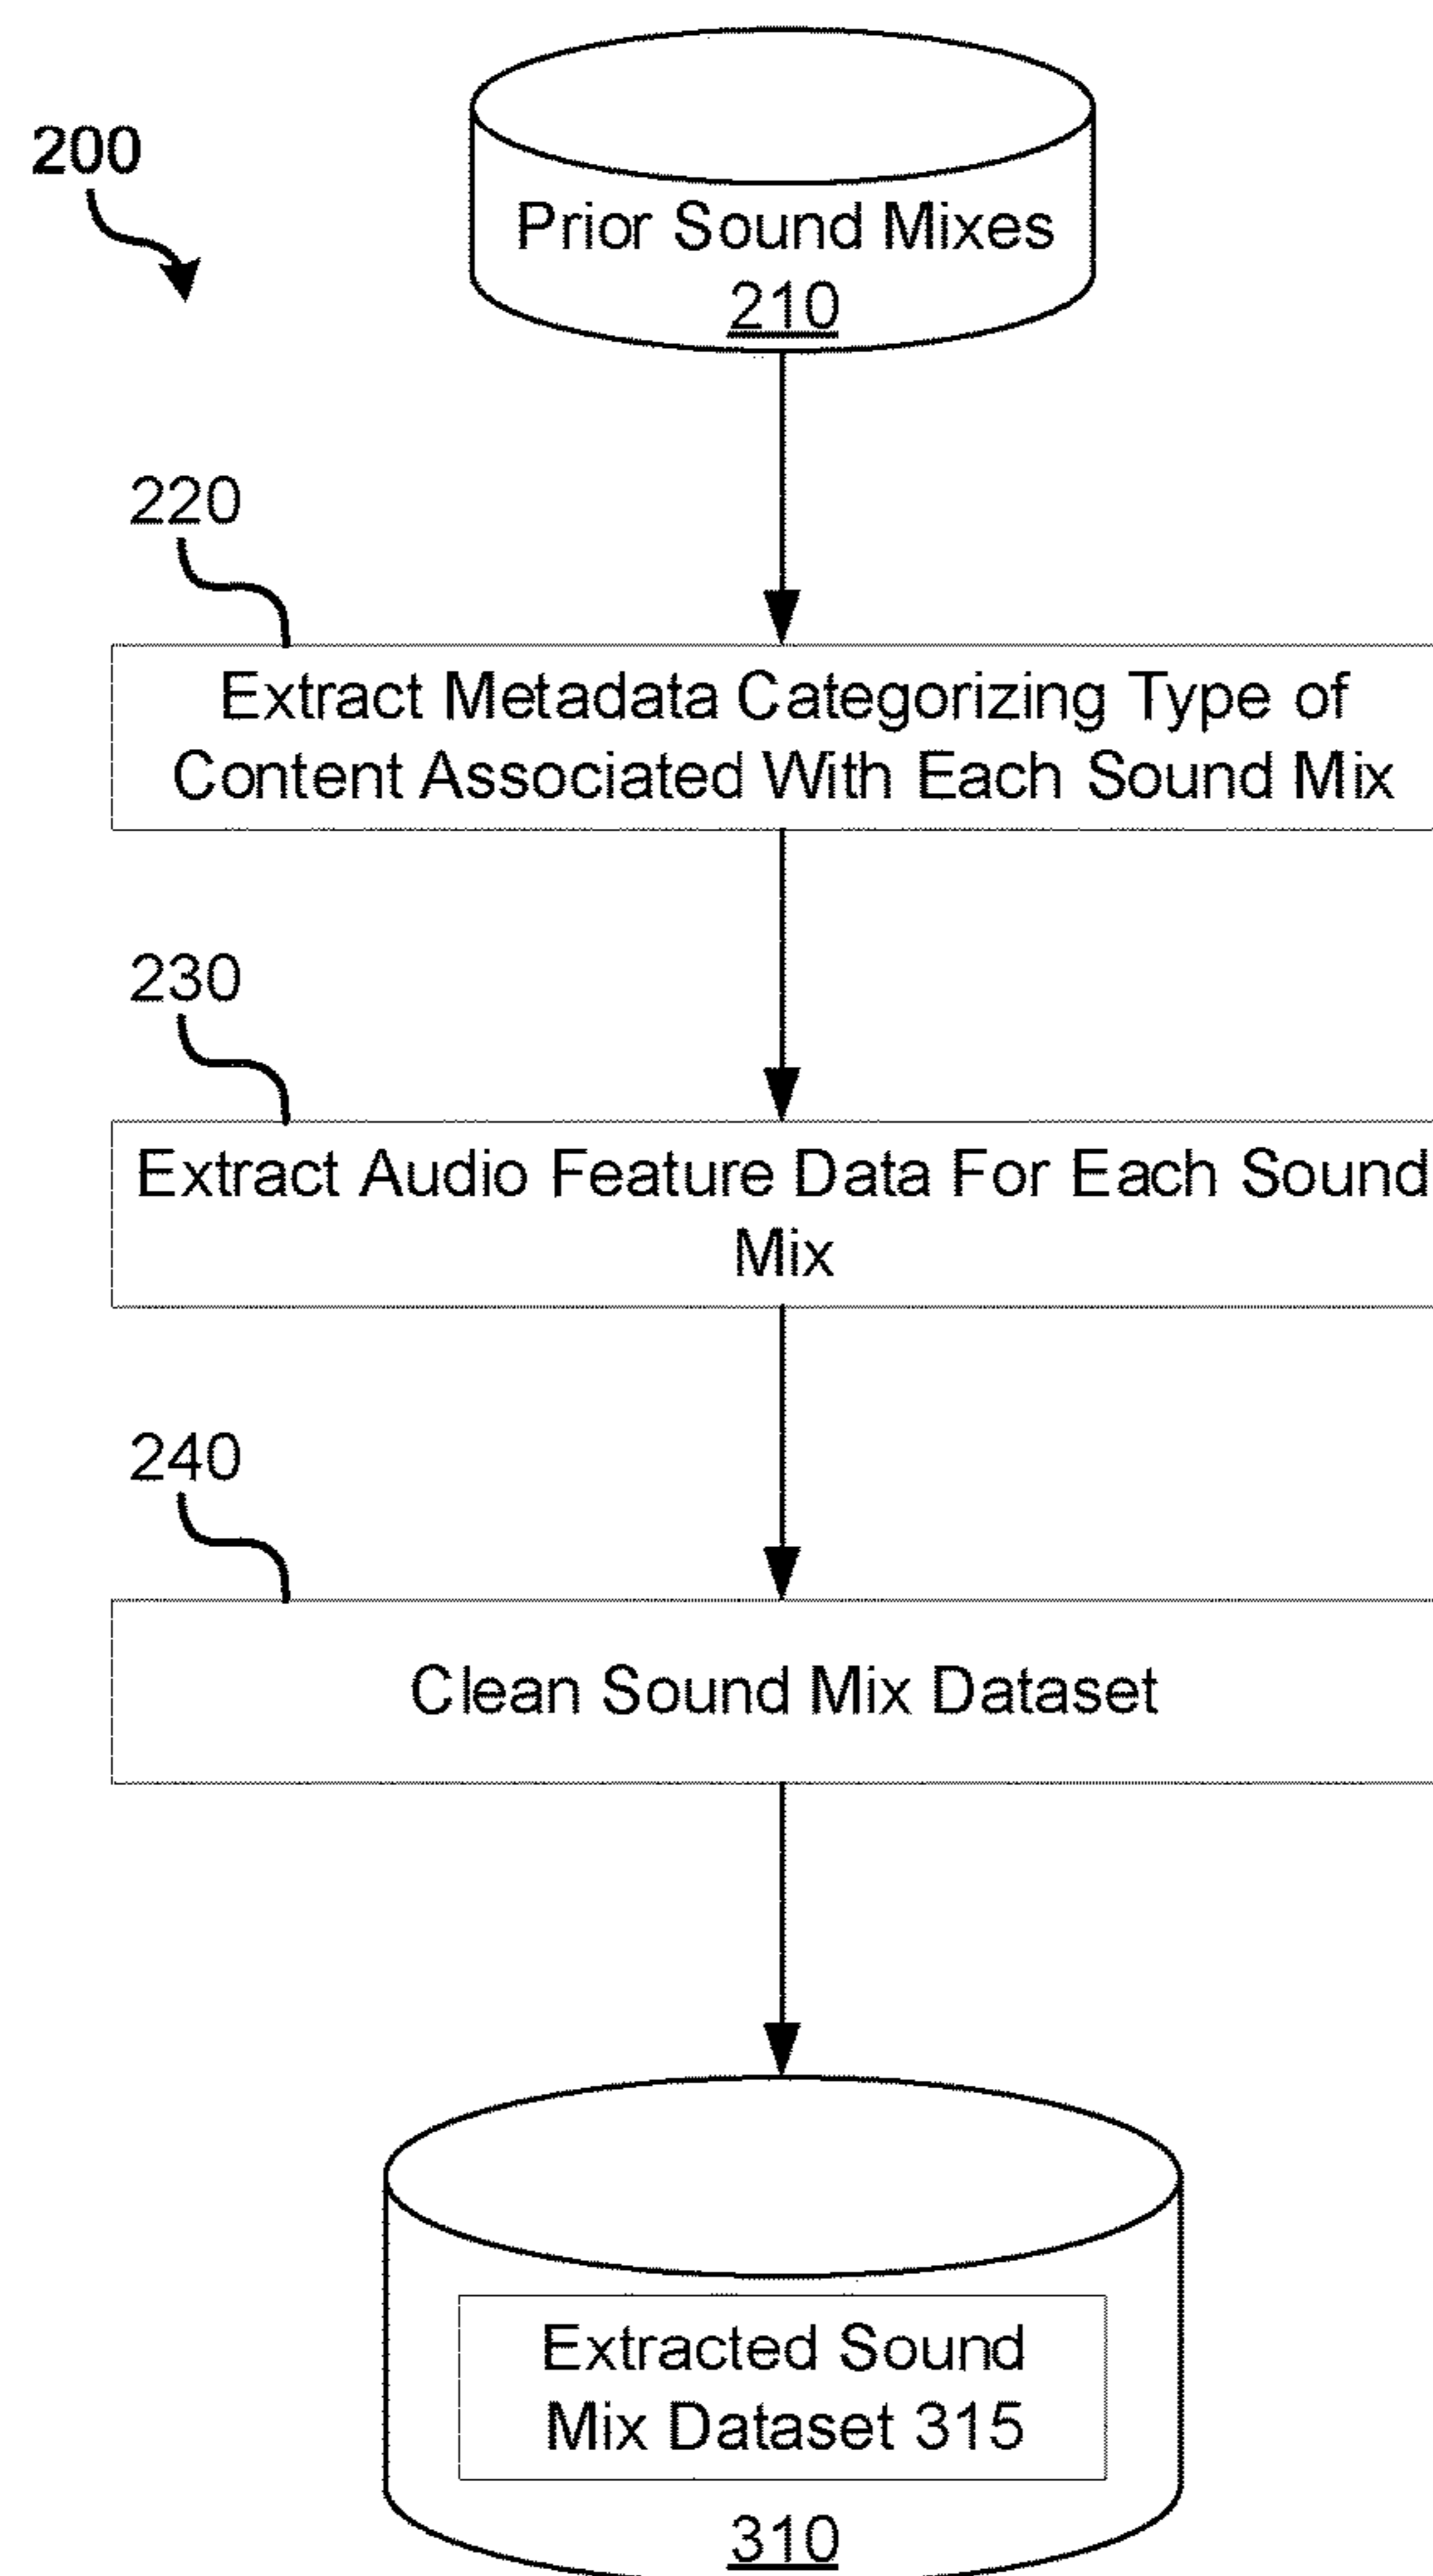 200
Prior Sound Mixes
210
220
Extract Metadata Categorizing Type of
Content Associated With Each Sound Mix
230
Extract Audio Feature Data For Each Sound
Mix
240
Clean Sound Mix Dataset
Extracted Sound
Mix Dataset 315
310